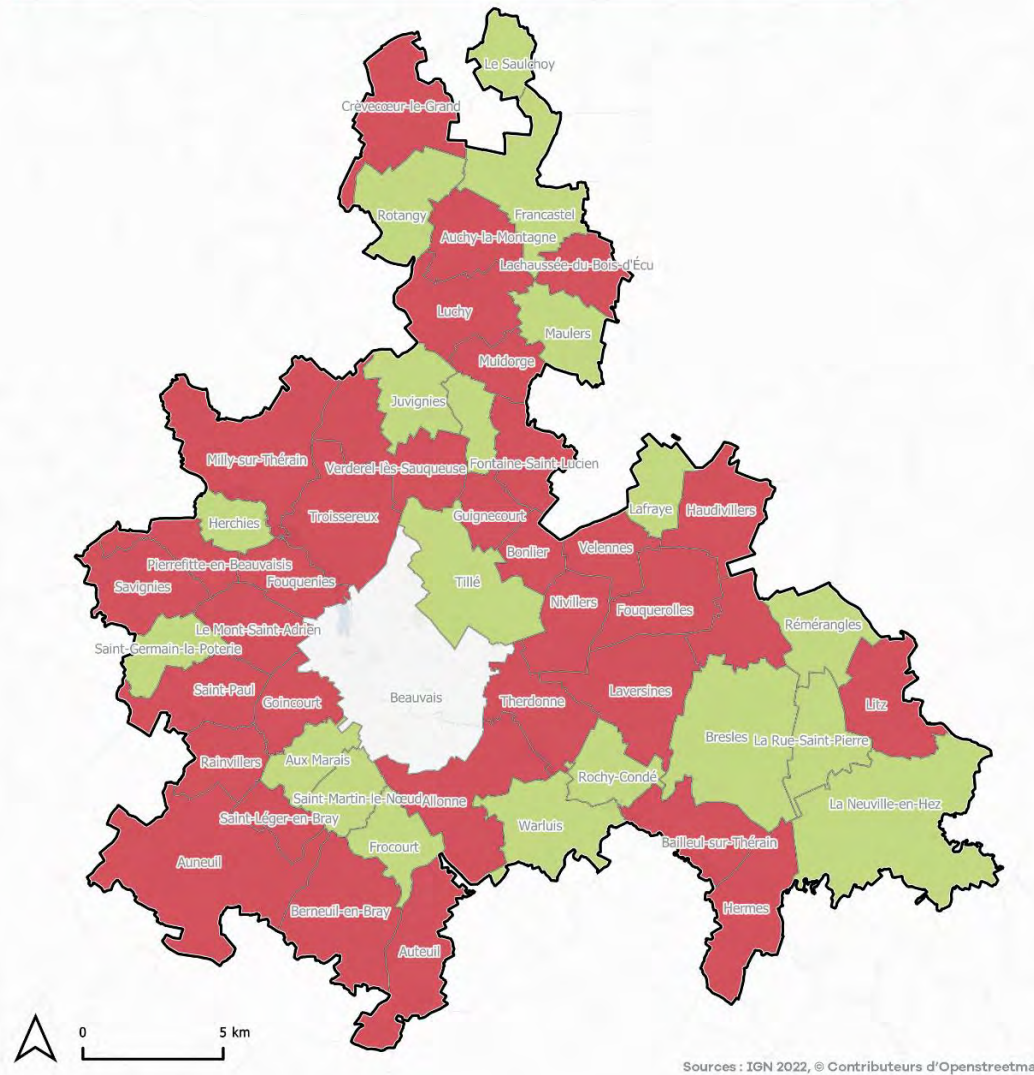 Le Saulchoy
Crèvecœur-le-Grand
Rotangy
Francastel
Auchy-la-Montagne
Lachaussée-du-Bois-d'Écu
Luchy
Maulers
Muidorge
Juvignies
Milly-sur-Thérain
Verderel-lès-Sauqueuse
Fontaine-Saint-Lucien
Lafraye
Haudivillers
Troissereux
Guignecourt
Herchies
Velennes
Bonlier
Pierrefitte-en-Beauvaisis
Fouquenies
Tillé
Savignies
Nivillers
Fouquerolles
Rémérangles
Le Mont-Saint-Adrien
Saint-Germain-la-Poterie
Saint-Paul
Laversines
Beauvais
Goincourt
Therdonne
Litz
Bresles
La Rue-Saint-Pierre
Aux Marais
Rainvillers
Rochy-Condé
Saint-Martin-le-Nœud
Allonne
La Neuville-en-Hez
Saint-Léger-en-Bray
Warluis
Bailleul-sur-Thérain
Frocourt
Auneuil
Hermes
Berneuil-en-Bray
Auteuil
0 5 km
Sources : IGN 2022, © Contributeurs d'Openstreetma